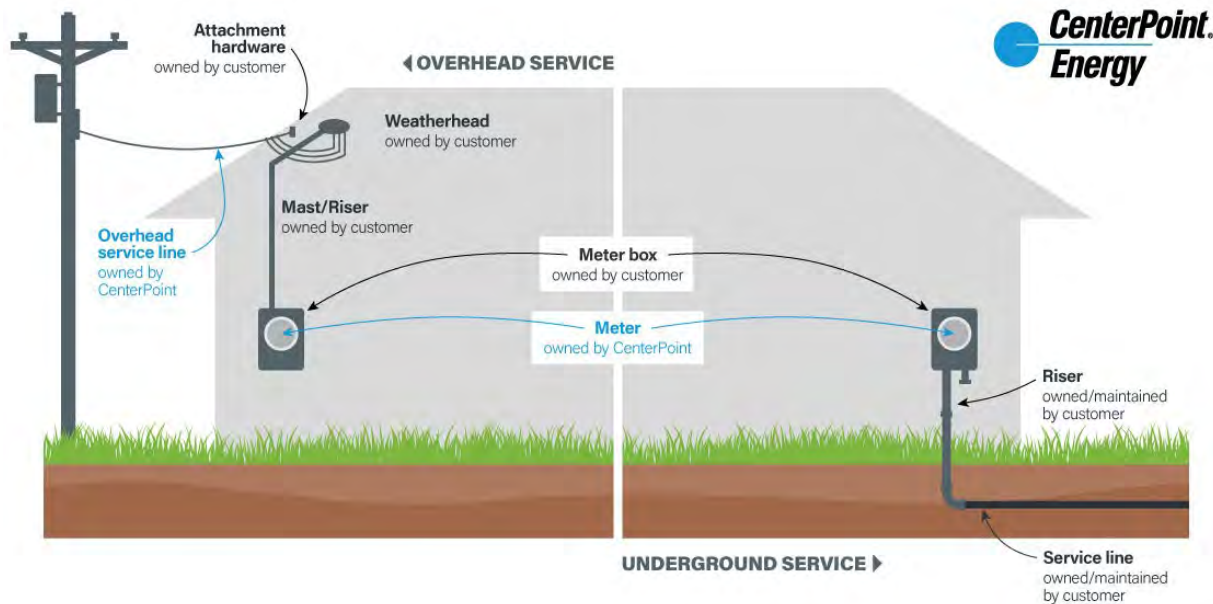 Attachment
hardware
owned by customer
◀ OVERHEAD SERVICE
CenterPoint®
Energy
Weatherhead
owned by customer
Mast/Riser
owned by customer
Overhead
service line
owned by
CenterPoint
Meter box
owned by customer
Meter
owned by CenterPoint
Riser
owned/maintained
by customer
UNDERGROUND SERVICE ▶
Service line
owned/maintained
by customer